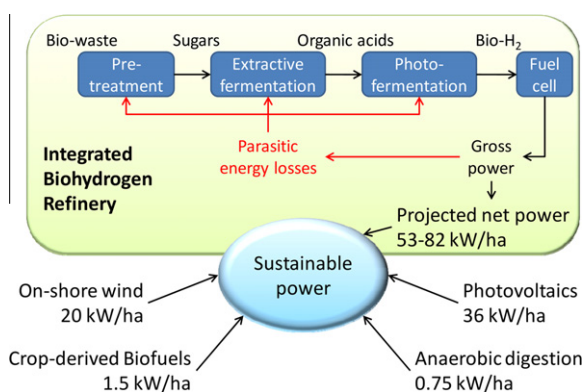 Bio-waste
Sugars
Organic acids
Bio-H₂
Pre-
treatment
Extractive
fermentation
Photo-
fermentation
Fuel
cell
Parasitic
energy losses
Gross
power
Integrated
Biohydrogen
Refinery
Projected net power
53-82 kW/ha
Sustainable
power
On-shore wind
20 kW/ha
Photovoltaics
36 kW/ha
Crop-derived Biofuels
1.5 kW/ha
Anaerobic digestion
0.75 kW/ha